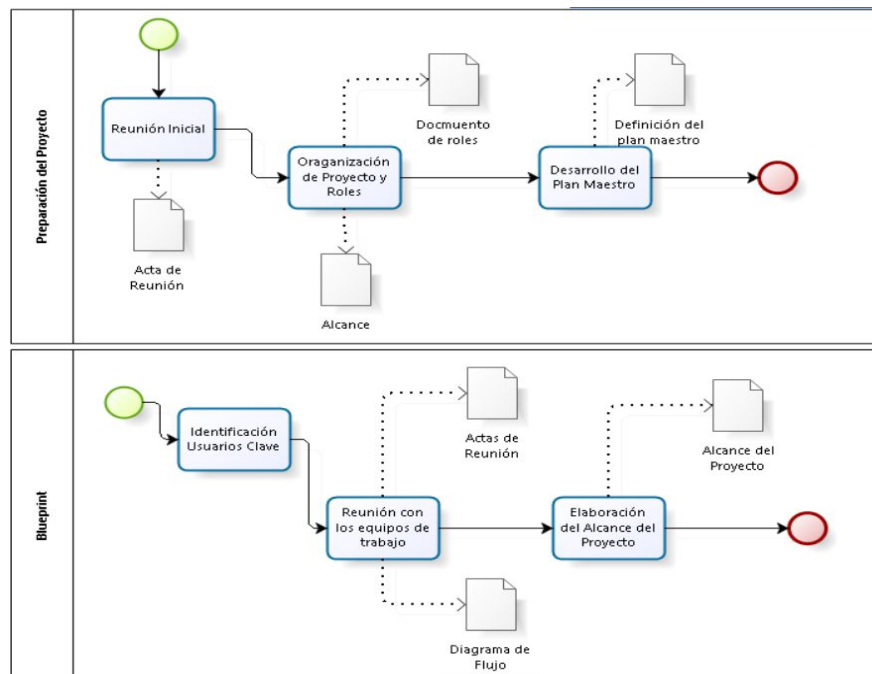 Preparación del Proyecto
Reunión Inicial
Acta de
Reunión
Oraganización
de Proyecto y
Roles
Docmuento
de roles
Alcance
Desarrollo del
Plan Maestro
Definición del
plan maestro
Blueprint
Identificación
Usuarios Clave
Reunión con
los equipos de
trabajo
Actas de
Reunión
Diagrama de
Flujo
Elaboración
del Alcance del
Proyecto
Alcance del
Proyecto